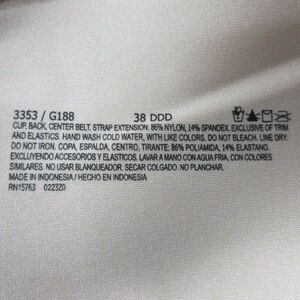 3353 / G188 38 DDD
CUP, BACK, CENTER BELT. STRAP EXTENSION: 86% NYLON, 14% SPANDEX. EXCLUSIVE OF TRIM
AND ELASTICS. HAND WASH COLD WATER, WITH LIKE COLORS. DO NOT BLEACH. LINE DRY.
DO NOT IRON. COPA, ESPALDA, CENTRO, TIRANTE: 86% POLIAMIDA, 14% ELASTANO.
EXCLUYENDO ACCESORIOS Y ELASTICOS. LAVAR A MANO CON AGUA FRIA, CON COLORES
SIMILARES. NO USAR BLANQUEADOR. SECAR COLGADO. NO PLANCHAR.
MADE IN INDONESIA / HECHO EN INDONESIA
RN15763 0223Z0